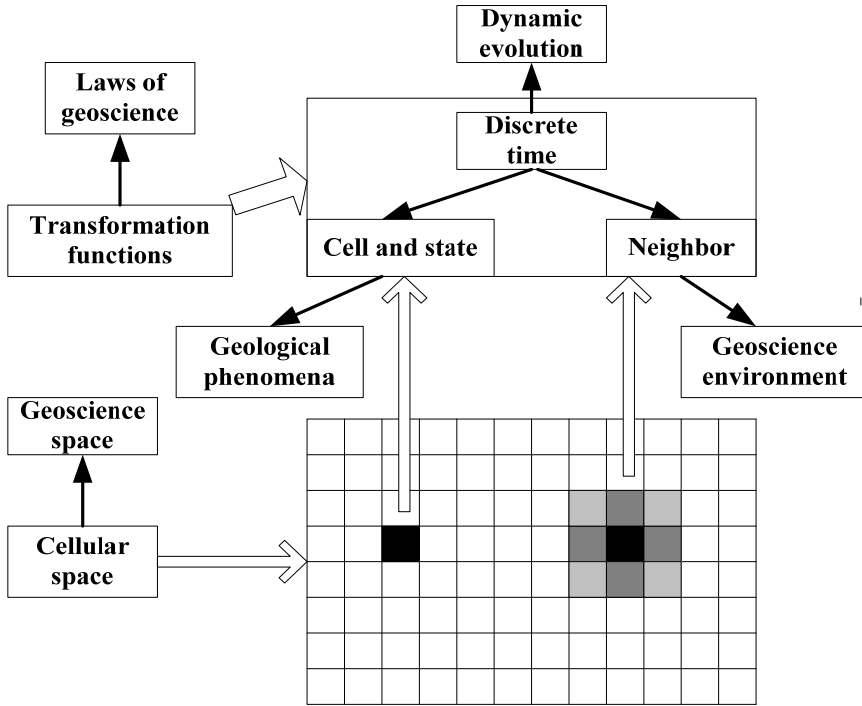 Dynamic
evolution
Laws of
geoscience
Discrete
time
Transformation
functions
Cell and state
Neighbor
Geological
phenomena
Geoscience
environment
Geoscience
space
Cellular
space